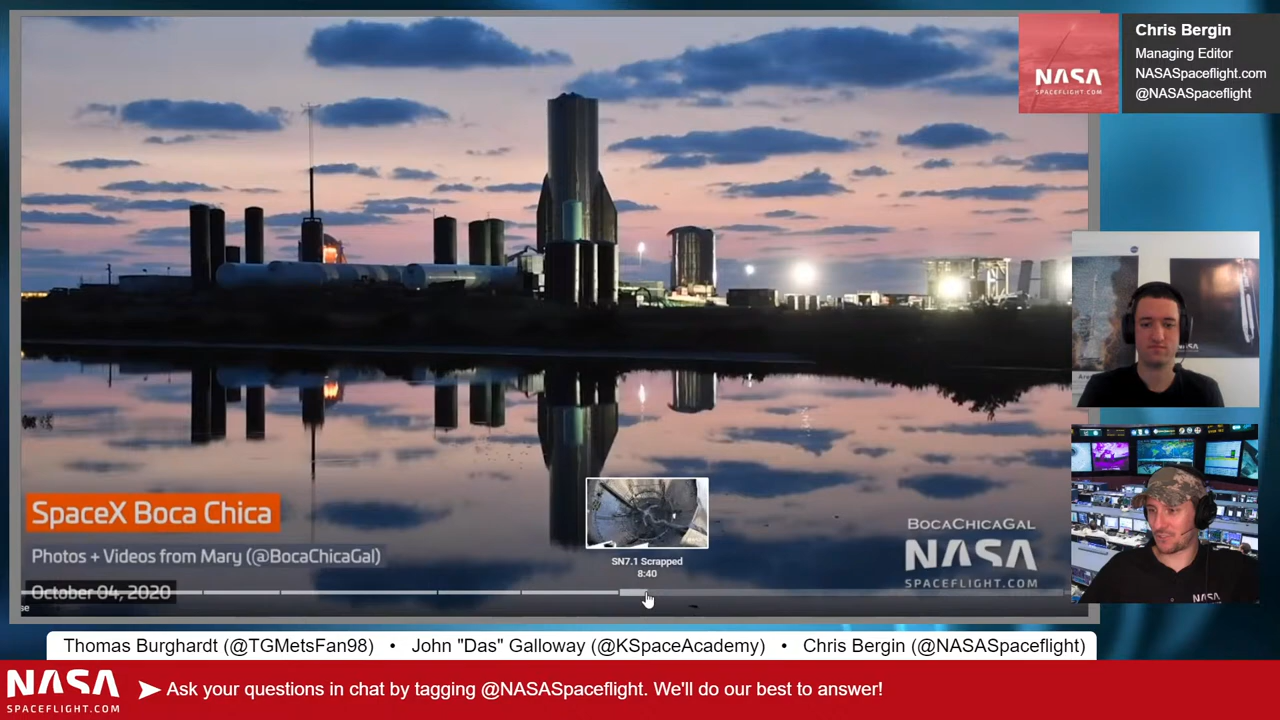 NASA
SPACEFLIGHT.COM
Chris Bergin
Managing Editor
NASASpaceflight.com
@NASASpaceflight
NASA
SpaceX Boca Chica
Photos + Videos from Mary (@BocaChicaGal)
October 04, 2020
se
SN7.1 Scrapped
8:40
BOCACHICAGAL
NASA
SPACEFLIGHT.COM
NASA
Thomas Burghardt (@TGMetsFan98) • John "Das" Galloway (@KSpaceAcademy) • Chris Bergin (@NASASpaceflight)
NASA
SPACEFLIGHT.COM
Ask your questions in chat by tagging @NASASpaceflight. We'll do our best to answer!